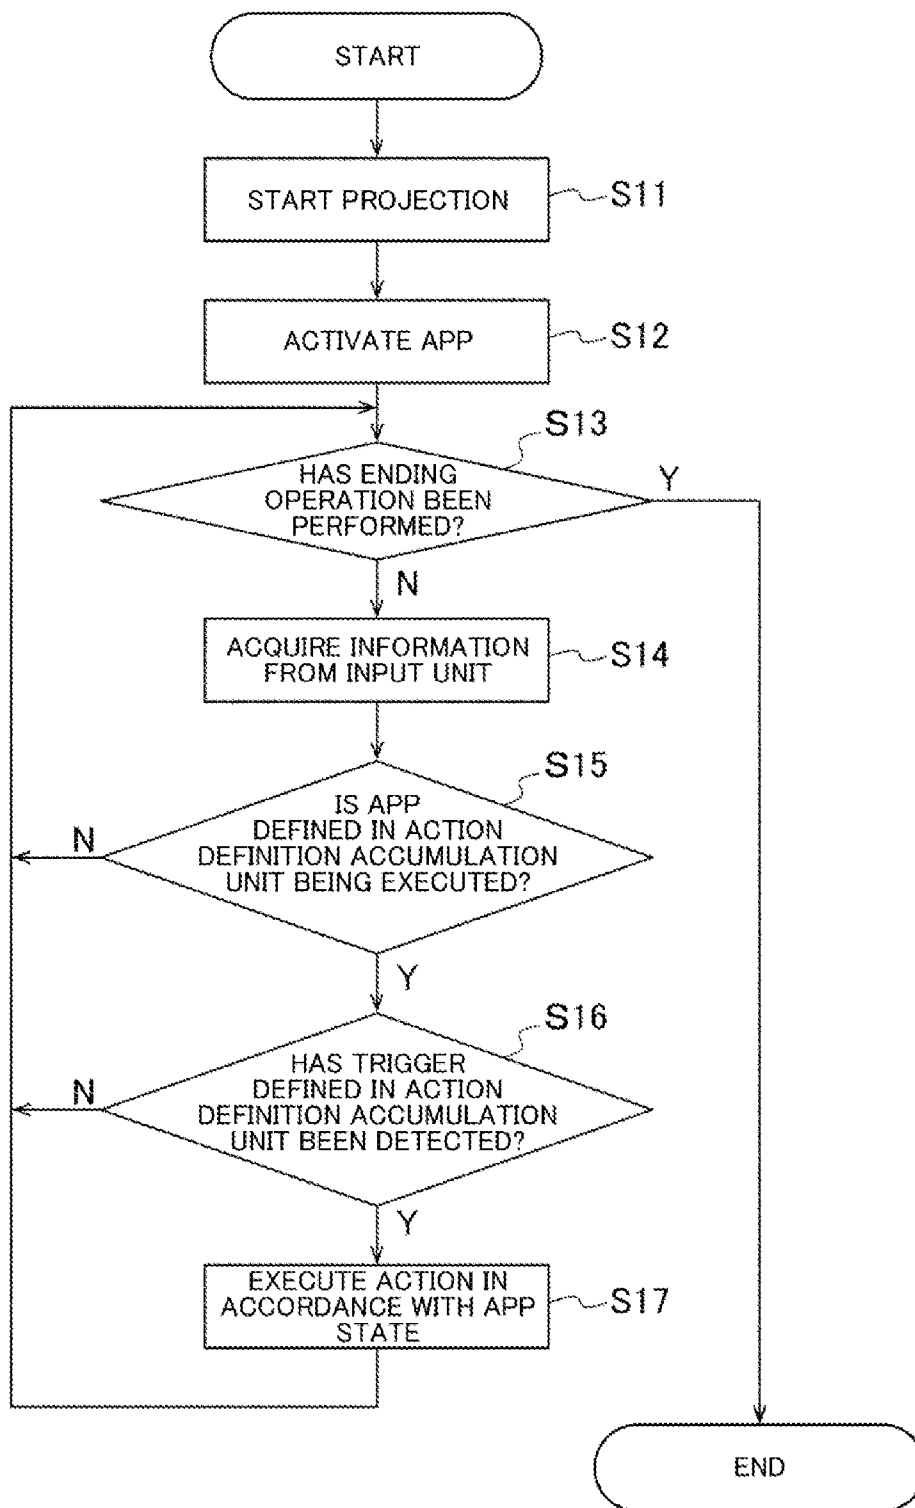 START
START PROJECTION
S11
ACTIVATE APP
S12
S13
HAS ENDING
OPERATION BEEN
PERFORMED?
Y
N
ACQUIRE INFORMATION
FROM INPUT UNIT
S14
S15
IS APP
DEFINED IN ACTION
DEFINITION ACCUMULATION
UNIT BEING EXECUTED?
N
Y
S16
HAS TRIGGER
DEFINED IN ACTION
DEFINITION ACCUMULATION
UNIT BEEN DETECTED?
N
Y
EXECUTE ACTION IN
ACCORDANCE WITH APP
STATE
S17
END